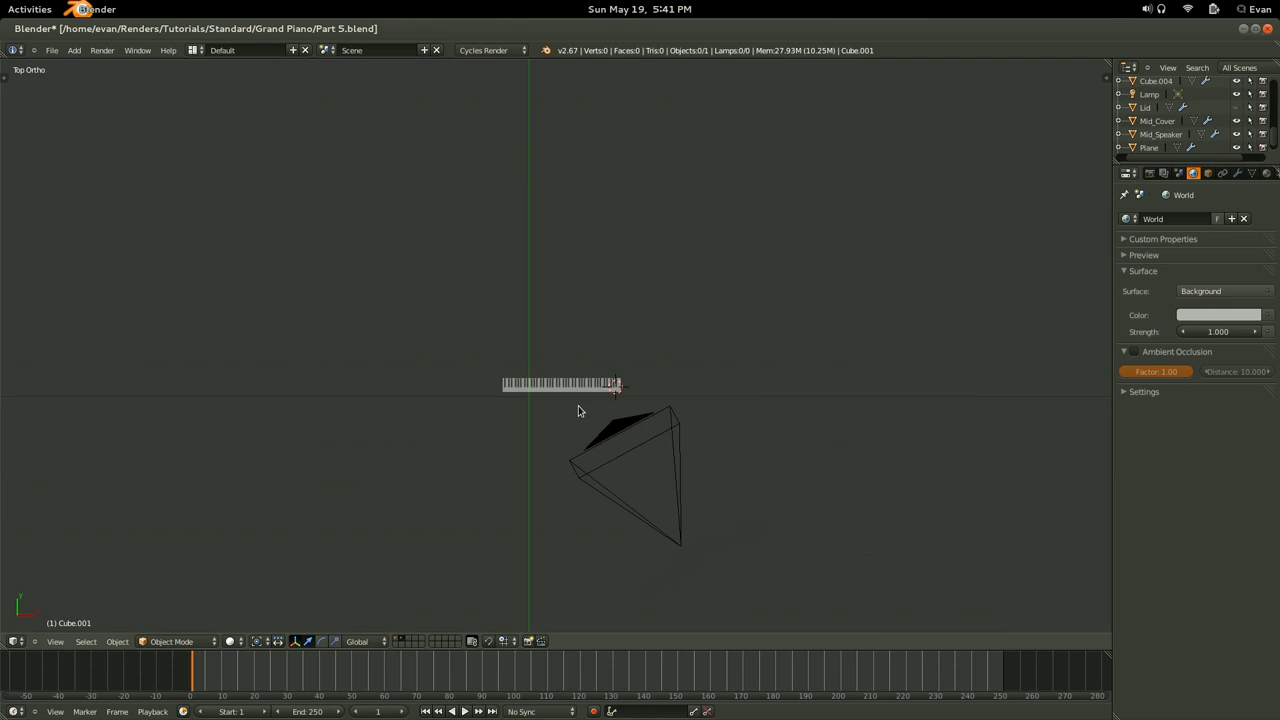 Activities Blender Sun May 19, 5:41 PM Evan
Blender* [/home/evan/Renders/Tutorials/Standard/Grand Piano/Part 5.blend]
File Add Render Window Help Default Scene Cycles Render v2.67 | Verts:0 | Faces:0 | Tris:0 | Objects:0/1 | Lamps:0/0 | Mem:27.93M (10.25M) | Cube.001
Top Ortho
View Search All Scenes
Cube.004
Lamp
Lid
Mid_Cover
Mid_Speaker
Plane
World
World F
Custom Properties
Preview
Surface
Surface: Background
Color:
Strength: 1.000
Ambient Occlusion
Factor: 1.00 Distance: 10.000
Settings
y
(1) Cube.001
View Select Object Object Mode Global
-50 -40 -30 -20 -10 0 10 20 30 40 50 60 70 80 90 100 110 120 130 140 150 160 170 180 190 200 210 220 230 240 250 260 270 280
View Marker Frame Playback Start: 1 End: 250 1 No Sync